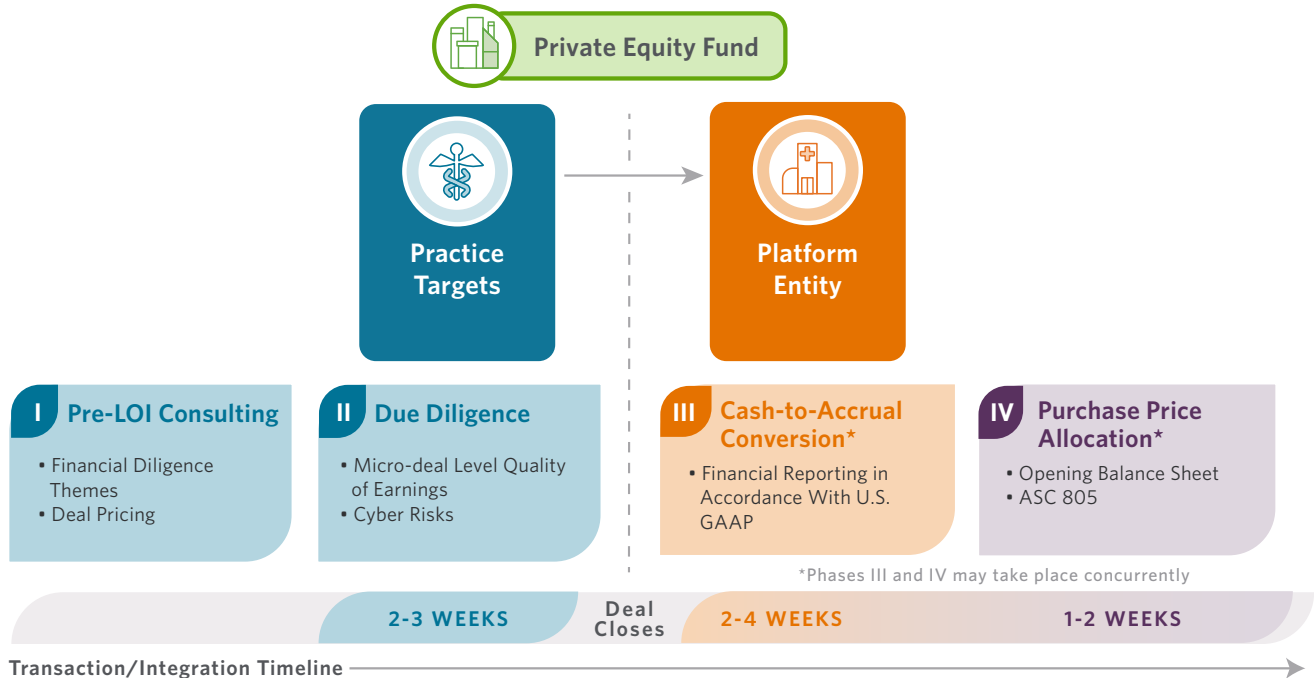 Private Equity Fund
Practice
Targets
Platform
Entity
I
Pre-LOI Consulting
• Financial Diligence
Themes
• Deal Pricing
II
Due Diligence
• Micro-deal Level Quality
of Earnings
• Cyber Risks
III
Cash-to-Accrual
Conversion*
• Financial Reporting in
Accordance With U.S.
GAAP
IV
Purchase Price
Allocation*
• Opening Balance Sheet
• ASC 805
*Phases III and IV may take place concurrently
2-3 WEEKS
Deal
Closes
2-4 WEEKS
1-2 WEEKS
Transaction/Integration Timeline